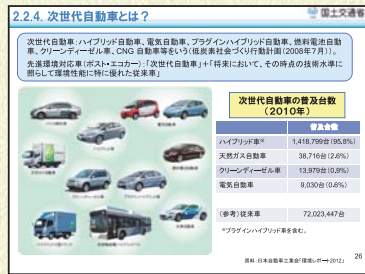 2.2.4. 次世代自動車とは?
国土交通省
次世代自動車:ハイブリッド自動車、電気自動車、プラグインハイブリッド自動車、燃料電池自動
車、クリーンディーゼル車、CNG自動車等をいう(低炭素社会づくり行動計画(2008年7月))。
先進環境対応車(ポスト・エコカー):「次世代自動車」+「将来において、その時点の技術水準に
照らして環境性能に特に優れた従来車」
次世代自動車の普及台数
(2010年)
普及台数
ハイブリッド車※ 1,418,799台(95.8%)
天然ガス自動車 38,716台(2.6%)
クリーンディーゼル車 13,979台(0.9%)
電気自動車 9,030台(0.6%)
(参考)従来車 72,023,447台
※プラグインハイブリッド車を含む。
資料:日本自動車工業会「環境レポート2012」
26